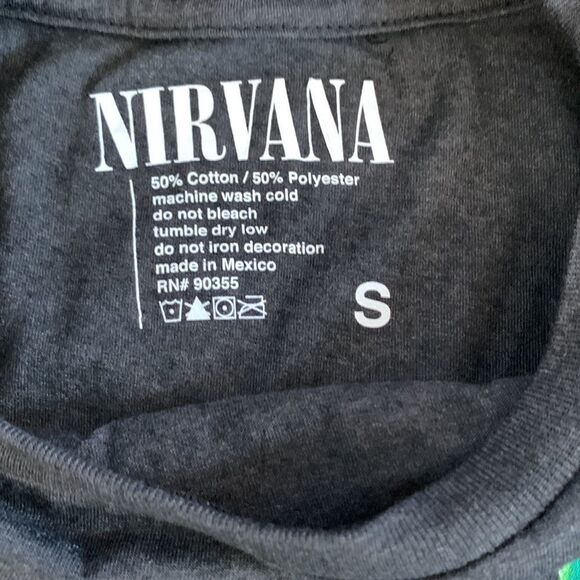 NIRVANA
50% Cotton / 50% Polyester
machine wash cold
do not bleach
tumble dry low
do not iron decoration
made in Mexico
RN# 90355
S